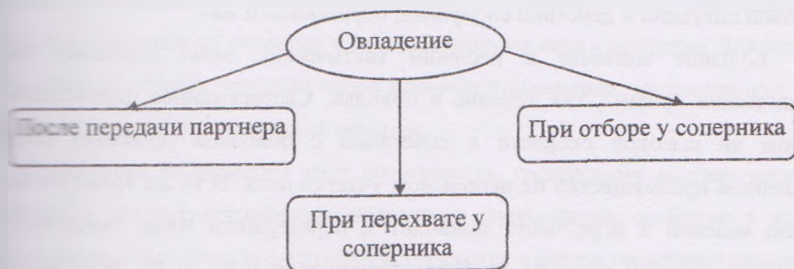 Овладение
После передачи партнера
При отборе у соперника
При перехвате у
соперника